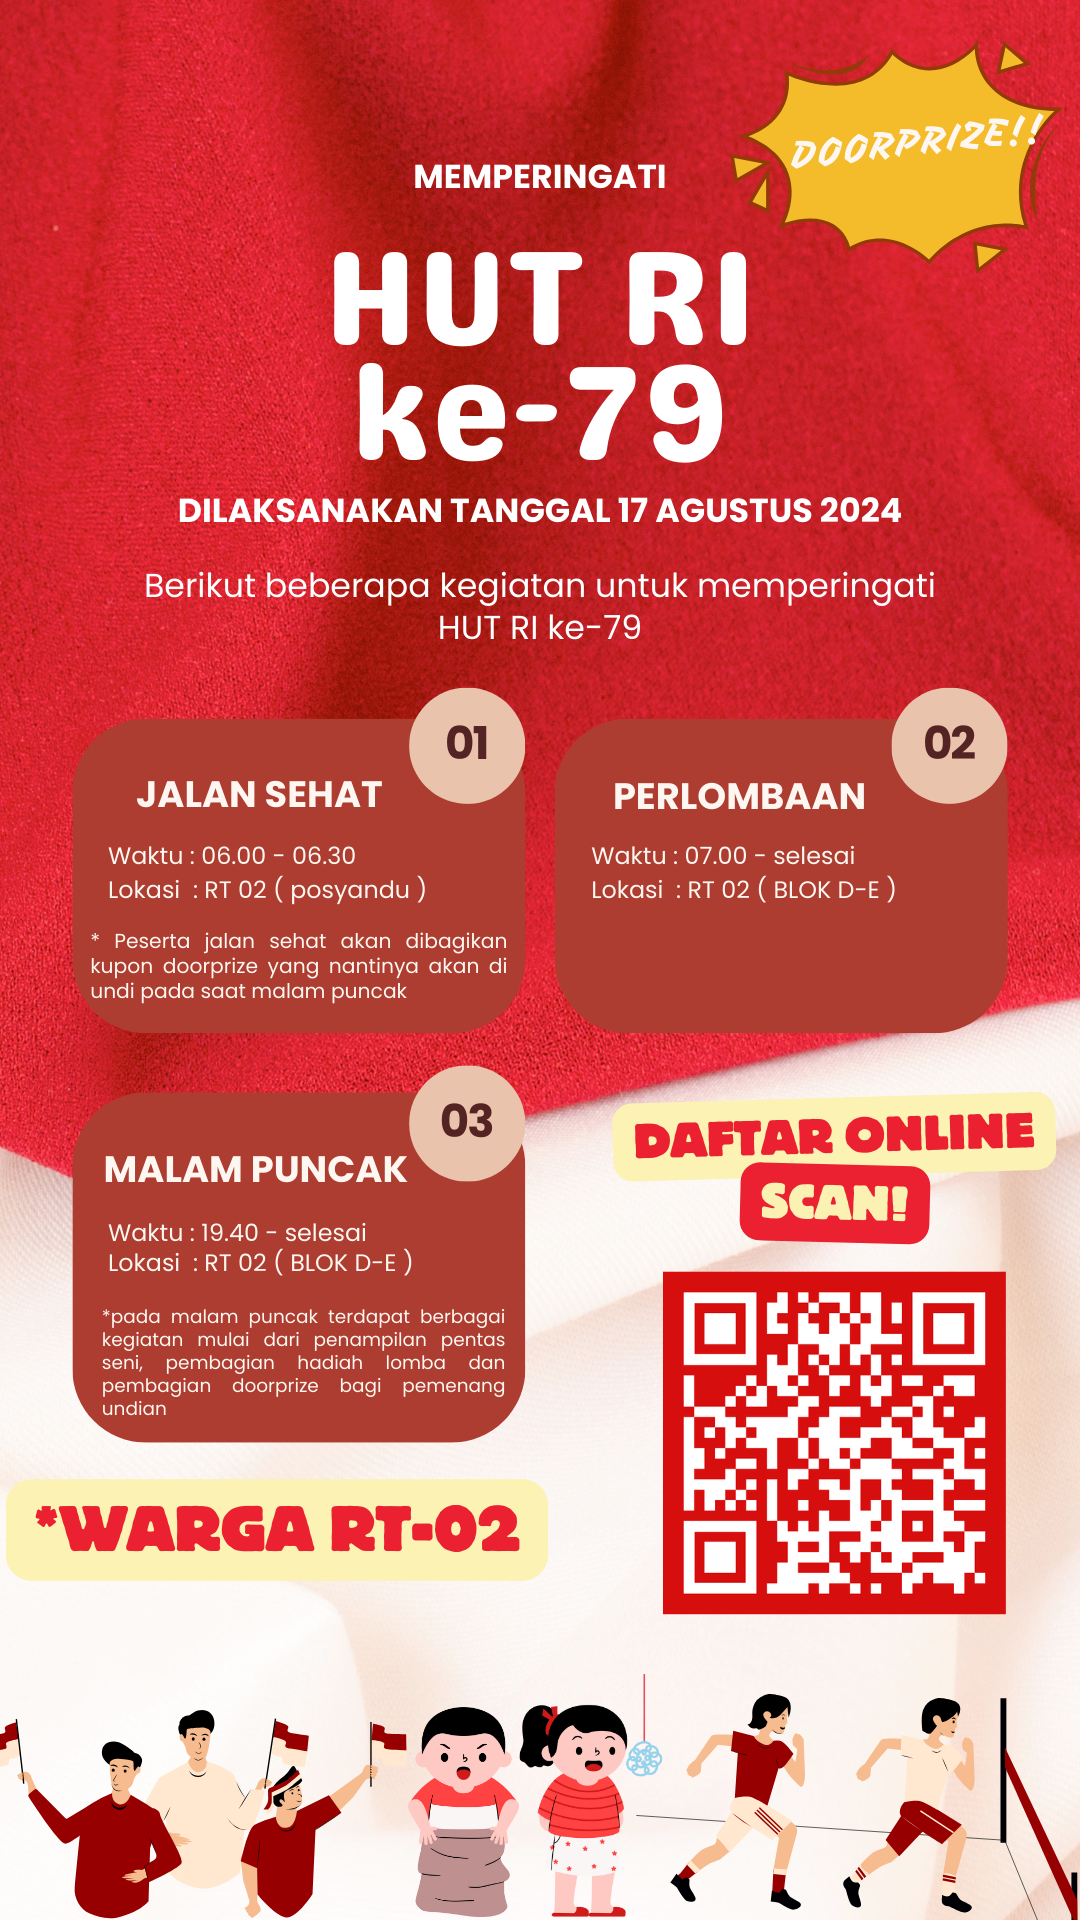 DOORPRIZE!!
MEMPERINGATI
HUT RI
ke-79
DILAKSANAKAN TANGGAL 17 AGUSTUS 2024
Berikut beberapa kegiatan untuk memperingati
HUT RI ke-79
01
JALAN SEHAT
Waktu : 06.00 - 06.30
Lokasi : RT 02 ( posyandu )
* Peserta jalan sehat akan dibagikan
kupon doorprize yang nantinya akan di
undi pada saat malam puncak
02
PERLOMBAAN
Waktu : 07.00 - selesai
Lokasi : RT 02 ( BLOK D-E )
03
MALAM PUNCAK
Waktu : 19.40 - selesai
Lokasi : RT 02 ( BLOK D-E )
*pada malam puncak terdapat berbagai
kegiatan mulai dari penampilan pentas
seni, pembagian hadiah lomba dan
pembagian doorprize bagi pemenang
undian
DAFTAR ONLINE
SCAN!
*WARGA RT-02